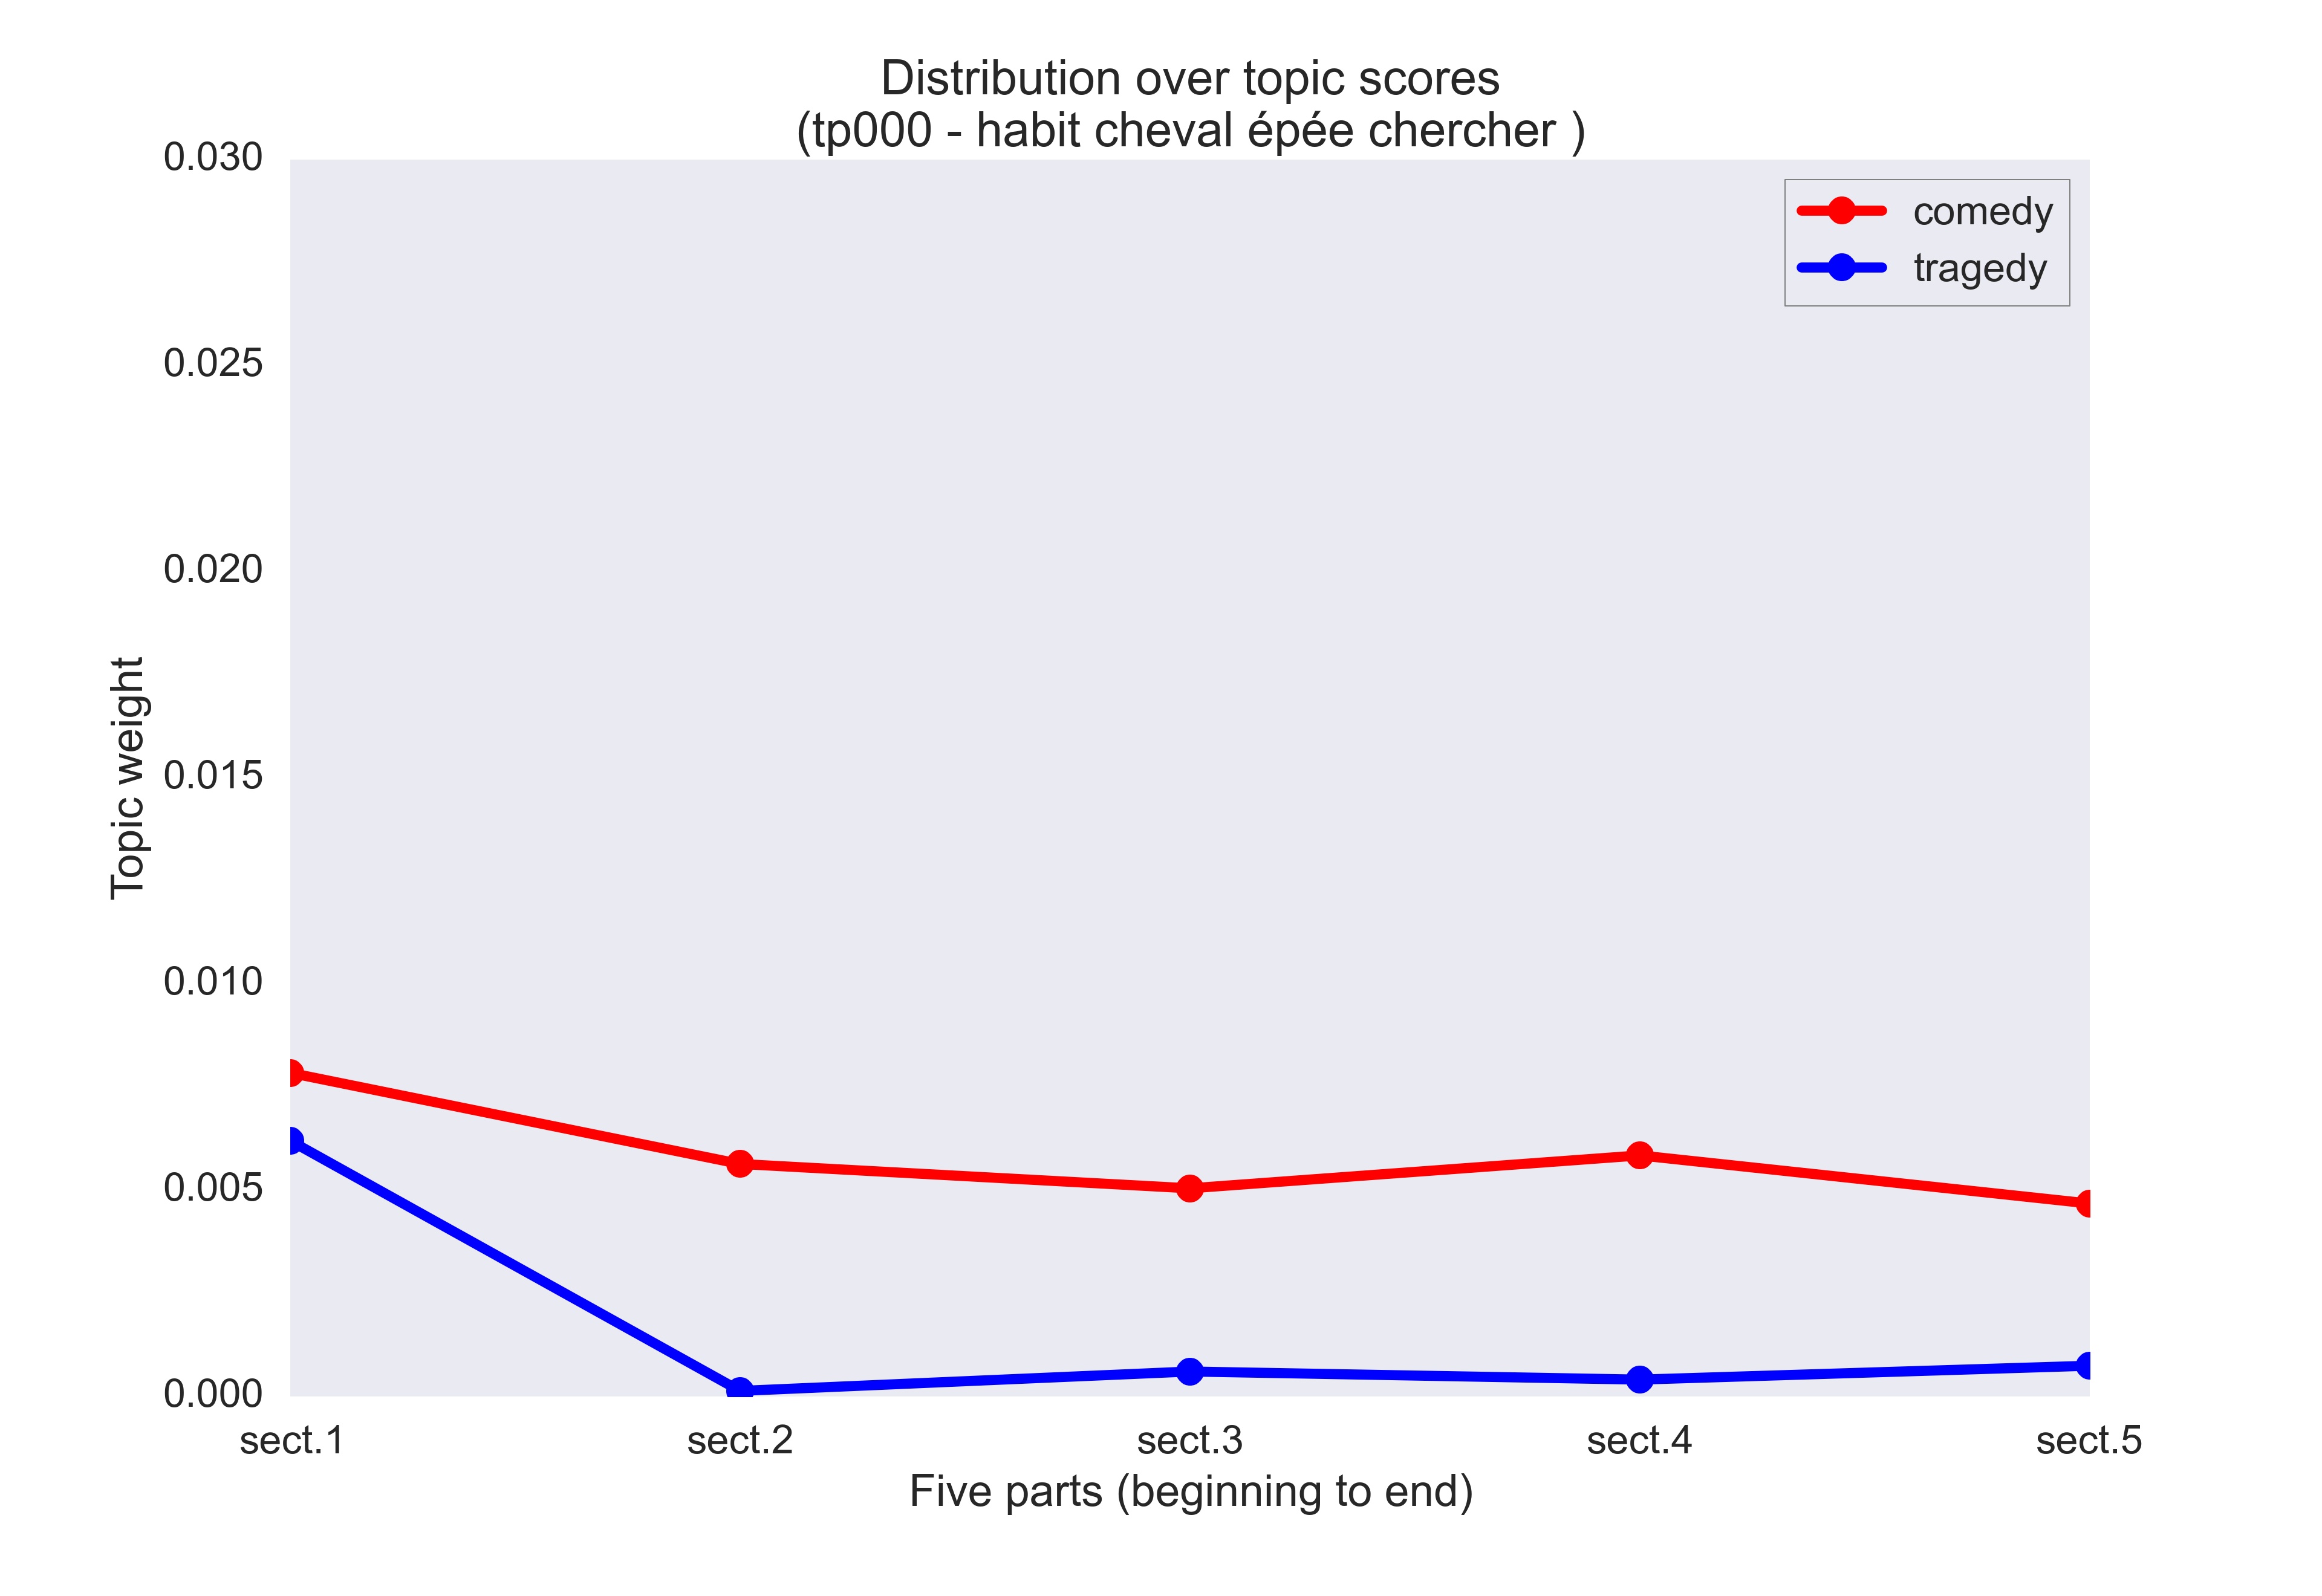 Distribution over topic scores
(tp000 - habit cheval épée chercher )
0.030
0.025
0.020
0.015
0.010
0.005
0.000
Topic weight
comedy
tragedy
sect.1
sect.2
sect.3
sect.4
sect.5
Five parts (beginning to end)